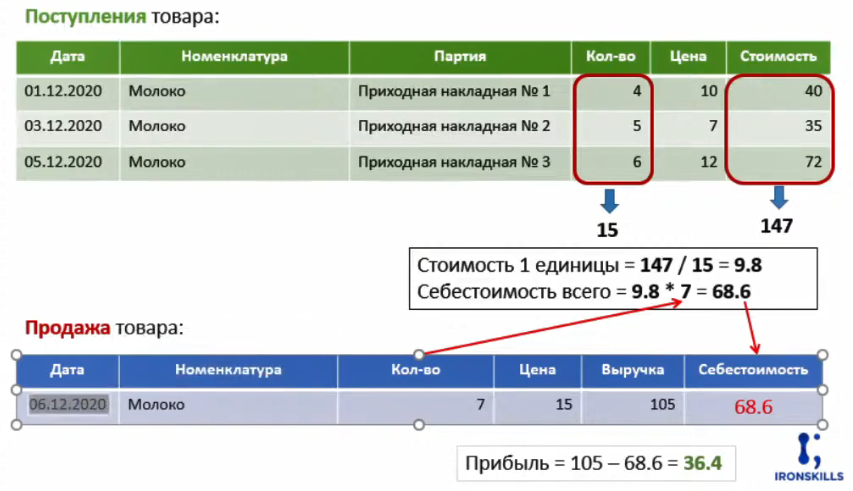 Поступления товара:
Дата Номенклатура Партия Кол-во Цена Стоимость
01.12.2020 Молоко Приходная накладная № 1 4 10 40
03.12.2020 Молоко Приходная накладная № 2 5 7 35
05.12.2020 Молоко Приходная накладная № 3 6 12 72
15 147
Стоимость 1 единицы = 147 / 15 = 9.8
Себестоимость всего = 9.8 * 7 = 68.6
Продажа товара:
Дата Номенклатура Кол-во Цена Выручка Себестоимость
06.12.2020 Молоко 7 15 105 68.6
Прибыль = 105 – 68.6 = 36.4
IRONSKILLS